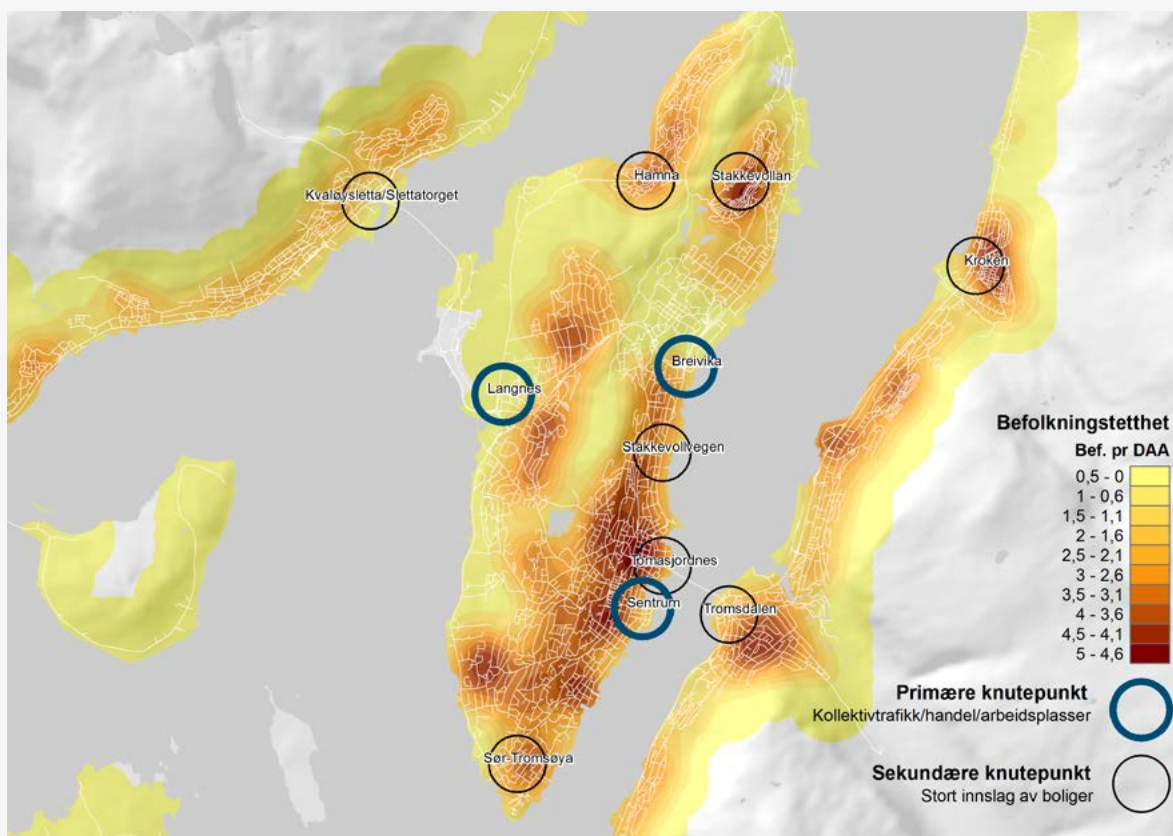 Hamna
Stakkevollan
Kvaløysletta/Slettatorget
Kroken
Breivika
Langnes
Stakkevollvegen
Tomasjordnes
Sentrum
Tromsdalen
Sør-Tromsøya
Befolkningstetthet
Bef. pr DAA
0,5 - 0
1 - 0,6
1,5 - 1,1
2 - 1,6
2,5 - 2,1
3 - 2,6
3,5 - 3,1
4 - 3,6
4,5 - 4,1
5 - 4,6
Primære knutepunkt
Kollektivtrafikk/handel/arbeidsplasser
Sekundære knutepunkt
Stort innslag av boliger